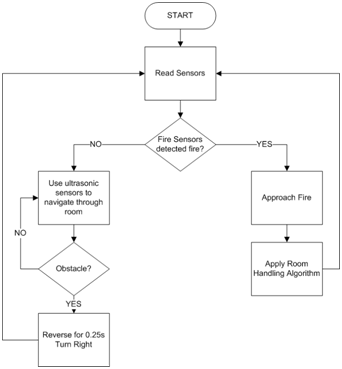 START
Read Sensors
Fire Sensors
detected fire?
NO
YES
Use ultrasonic
sensors to
navigate through
room
Approach Fire
NO
Obstacle?
Apply Room
Handling Algorithm
YES
Reverse for 0.25s
Turn Right